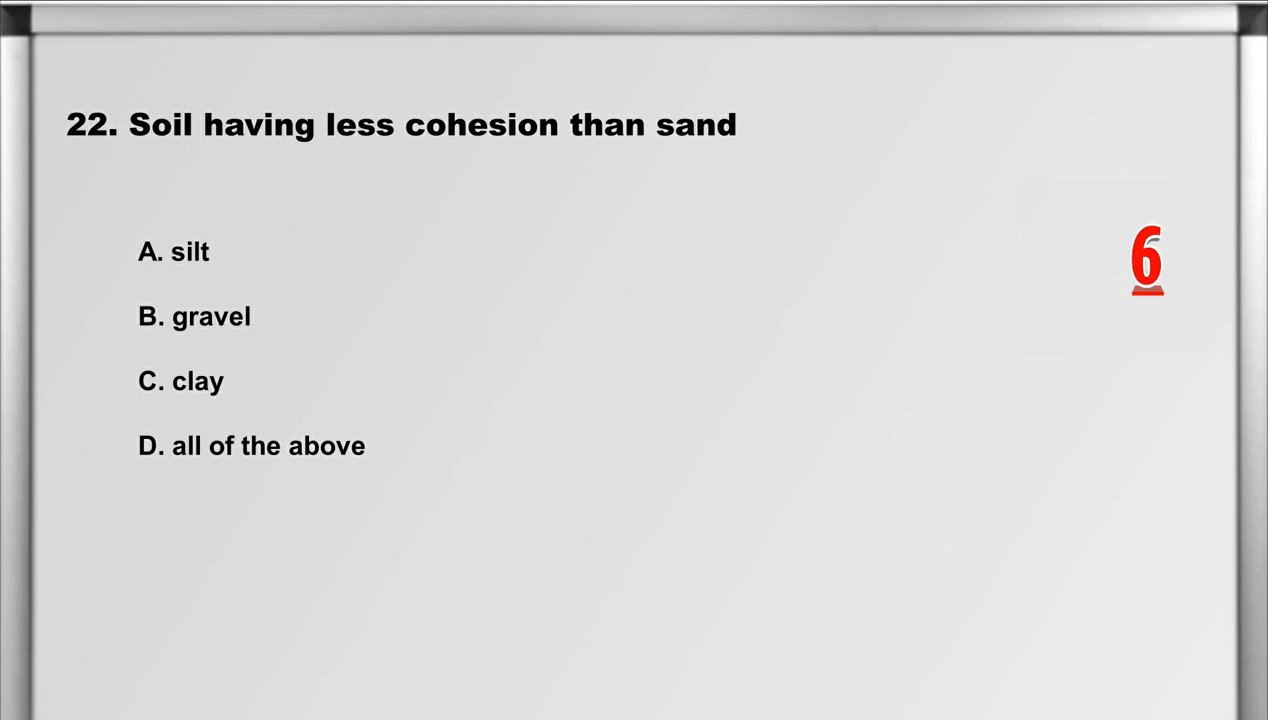 22. Soil having less cohesion than sand
A. silt
6
B. gravel
C. clay
D. all of the above